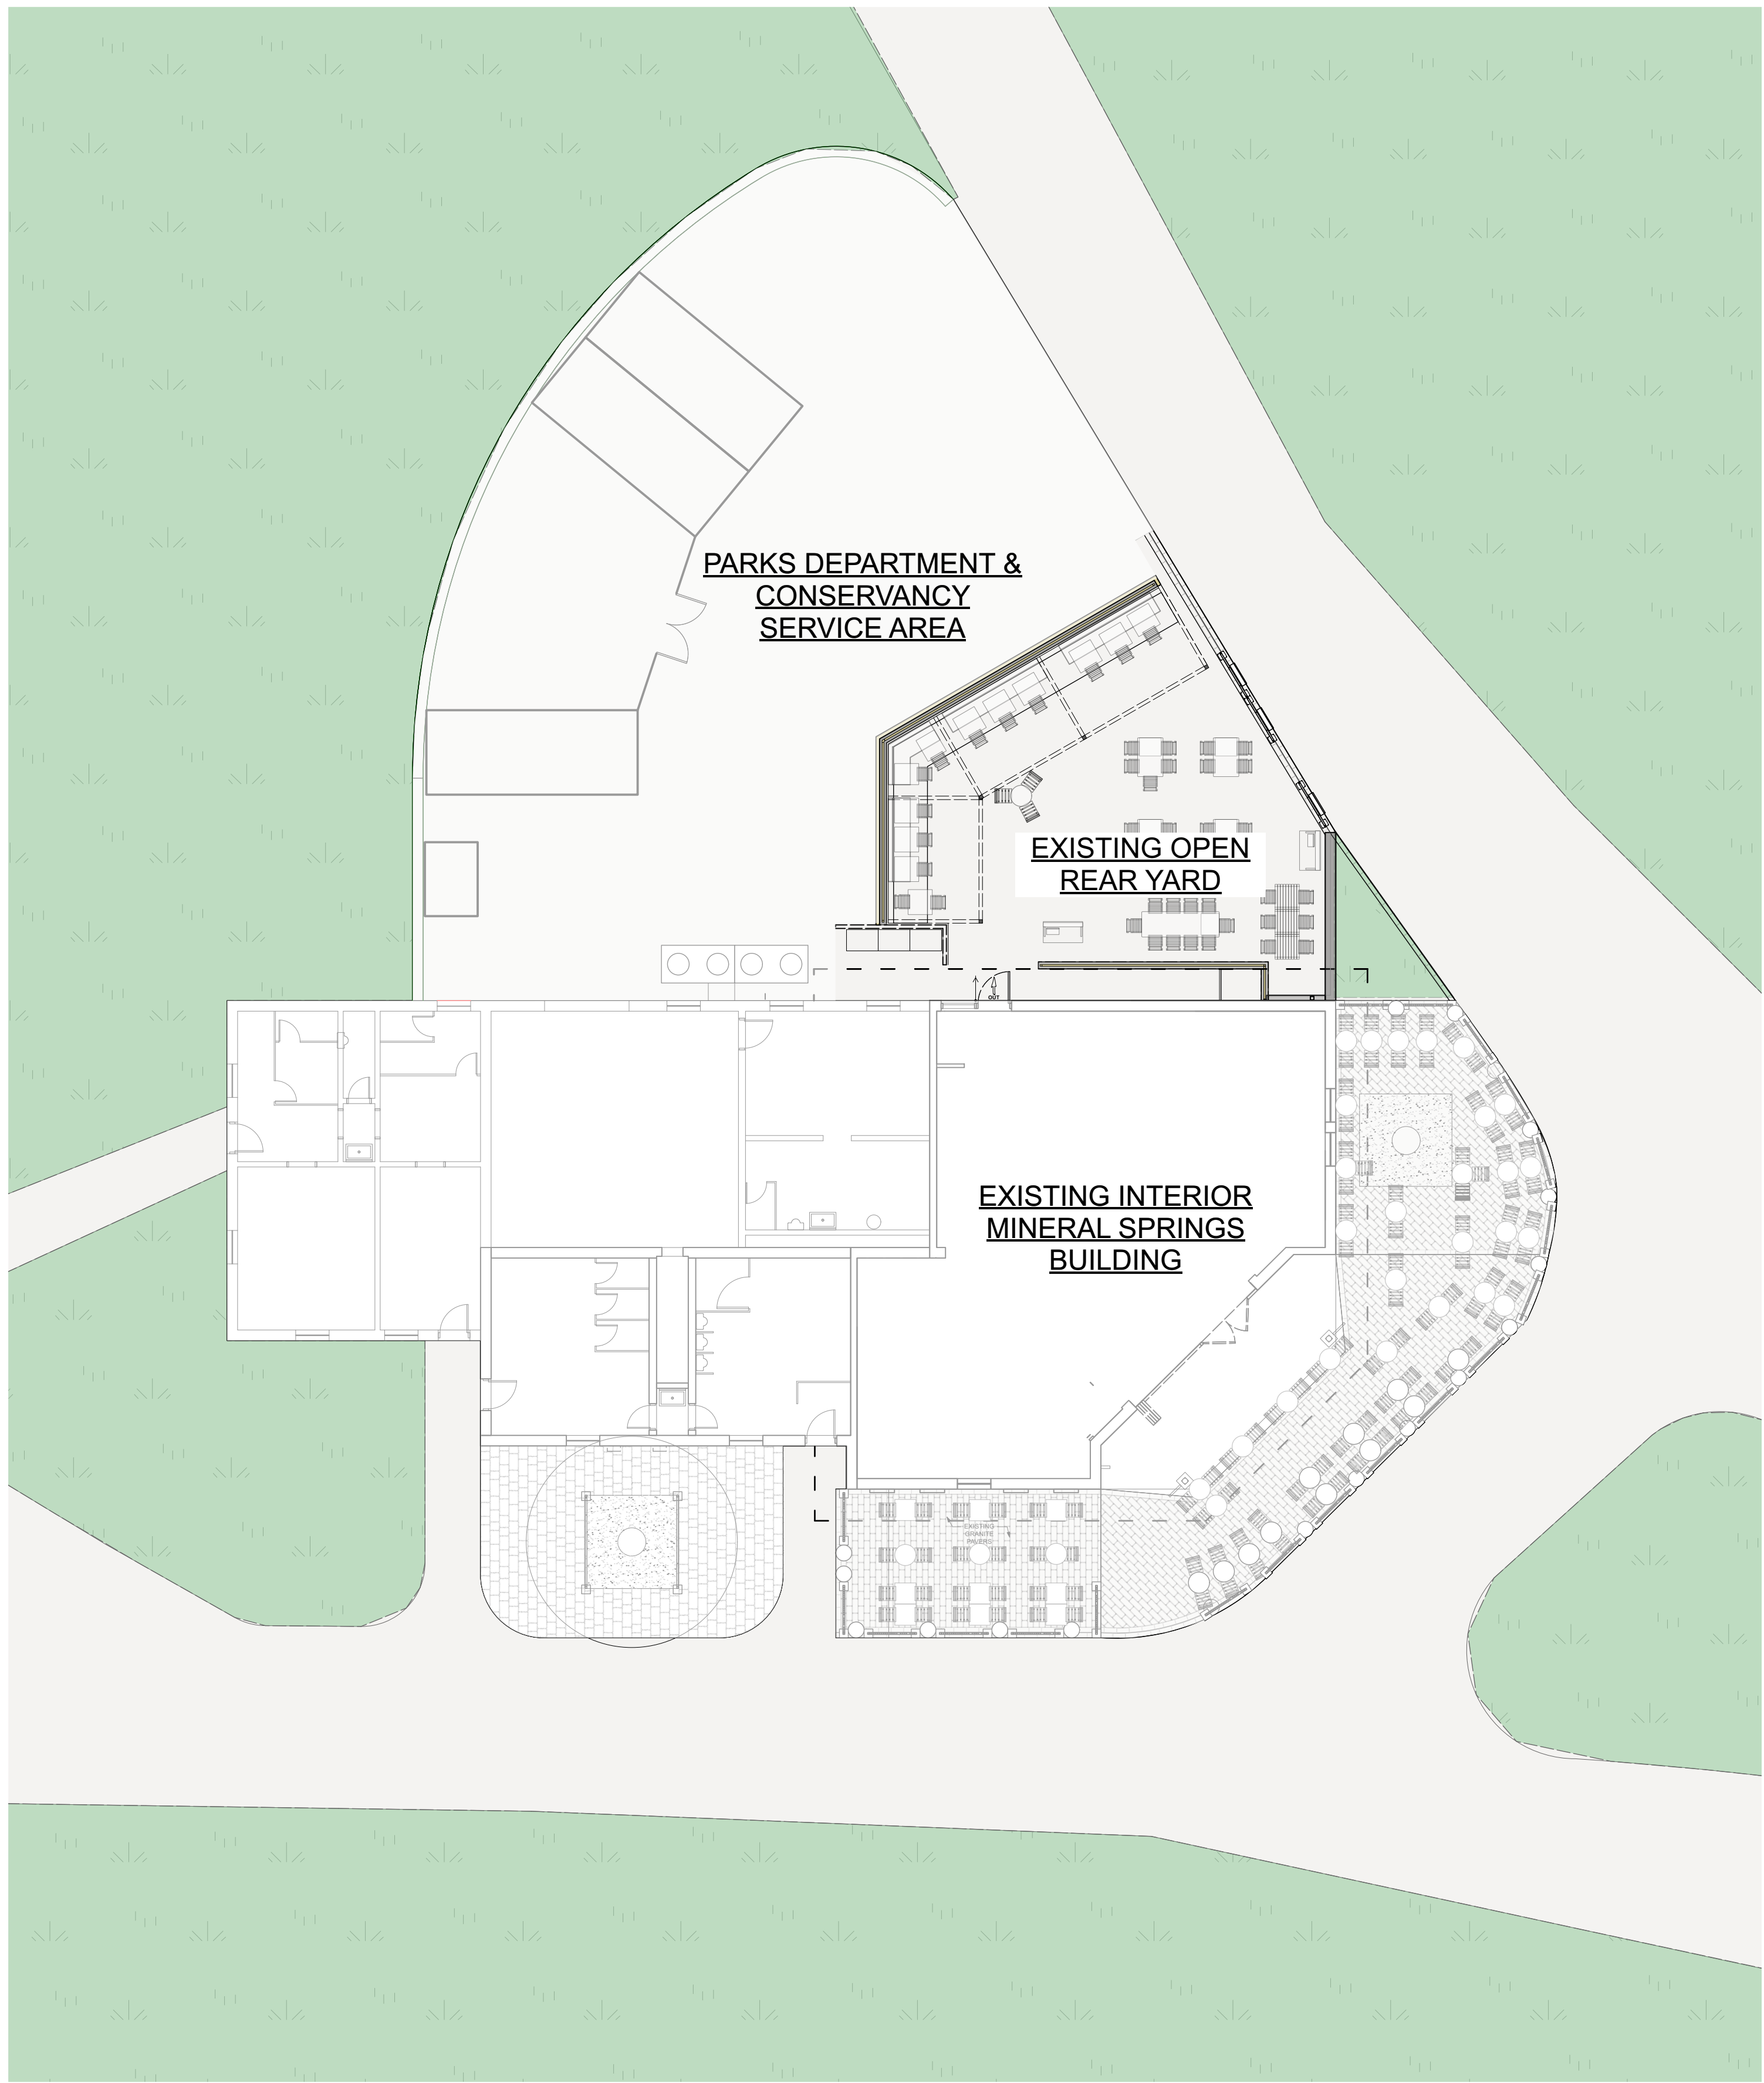 PARKS DEPARTMENT &
CONSERVANCY
SERVICE AREA
EXISTING OPEN
REAR YARD
OUT
EXISTING INTERIOR
MINERAL SPRINGS
BUILDING
EXISTING
GRANITE
PAVERS